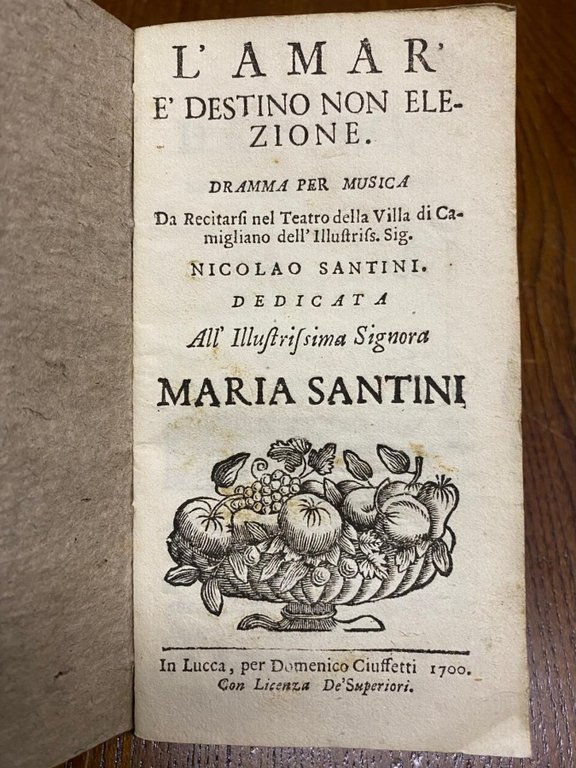 L'AMAR'
E' DESTINO NON ELE-
ZIONE.
DRAMMA PER MUSICA
Da Recitarſi nel Teatro della Villa di Ca-
migliano dell'Illuſtriſs. Sig.
NICOLAO SANTINI.
DEDICATA
All' Illuſtriſsima Signora
MARIA SANTINI
In Lucca, per Domenico Ciuffetti 1700.
Con Licenza De'Superiori.